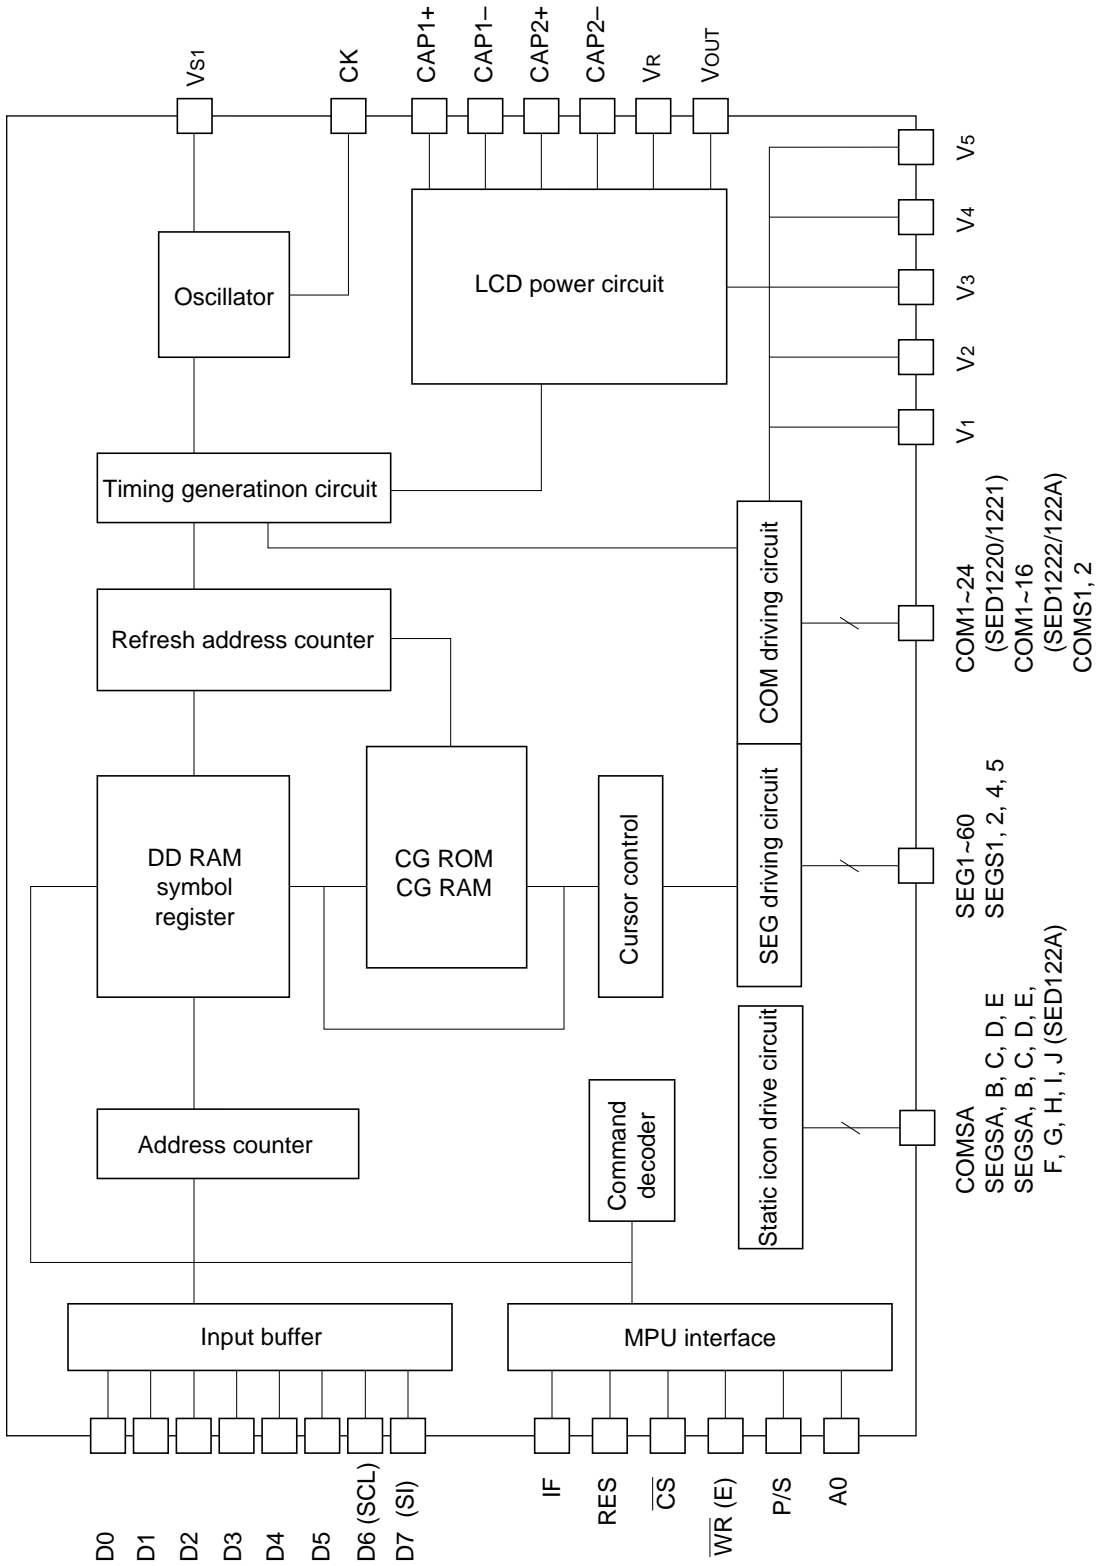 VS1
CK
CAP1+
CAP1–
CAP2+
CAP2–
VR
VOUT
V5
V4
V3
V2
V1
Oscillator
LCD power circuit
Timing generatinon circuit
Refresh address counter
COM driving circuit
COM1~24
(SED1220/1221)
COM1~16
(SED1222/122A)
COMS1, 2
DD RAM
symbol
register
CG ROM
CG RAM
Cursor control
SEG driving circuit
SEG1~60
SEGS1, 2, 4, 5
Address counter
Command
decoder
Static icon drive circuit
COMSA
SEGSA, B, C, D, E
SEGSA, B, C, D, E,
F, G, H, I, J (SED122A)
Input buffer
MPU interface
D0
D1
D2
D3
D4
D5
D6 (SCL)
D7 (SI)
IF
RES
C̅S̅
W̅R̅ (E)
P/S
A0